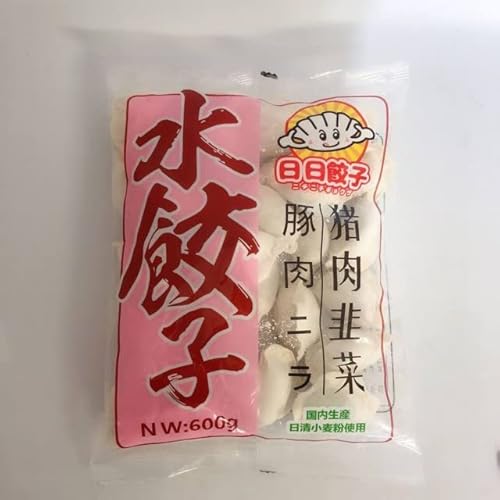 水餃子
NW:600g
日日餃子
猪肉韭菜
豚肉ニラ
国内生産
日清小麦粉使用